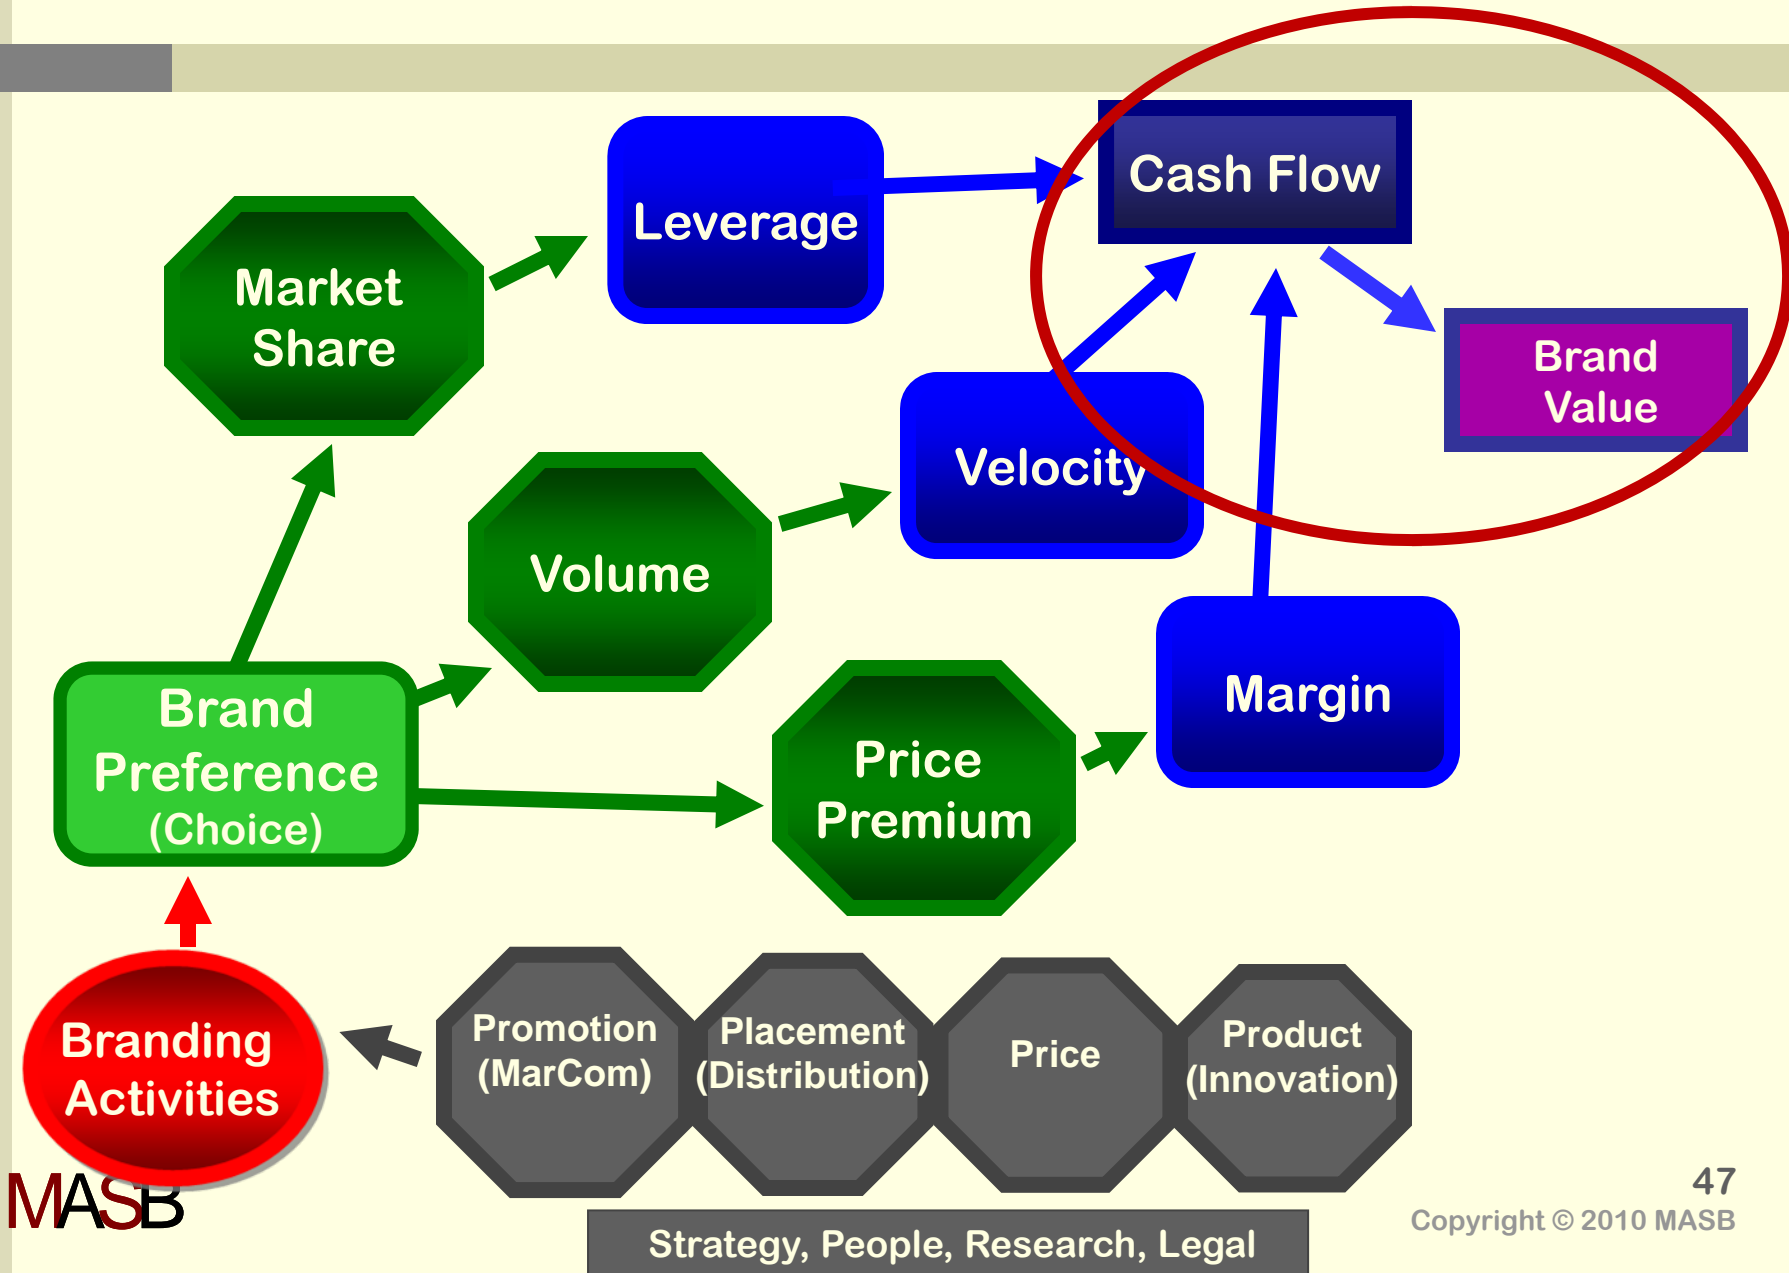 Cash Flow
Leverage
Market
Share
Brand
Value
Velocity
Volume
Margin
Brand
Preference
(Choice)
Price
Premium
Branding
Activities
Promotion
(MarCom)
Placement
(Distribution)
Price
Product
(Innovation)
MASB
Strategy, People, Research, Legal
47
Copyright © 2010 MASB